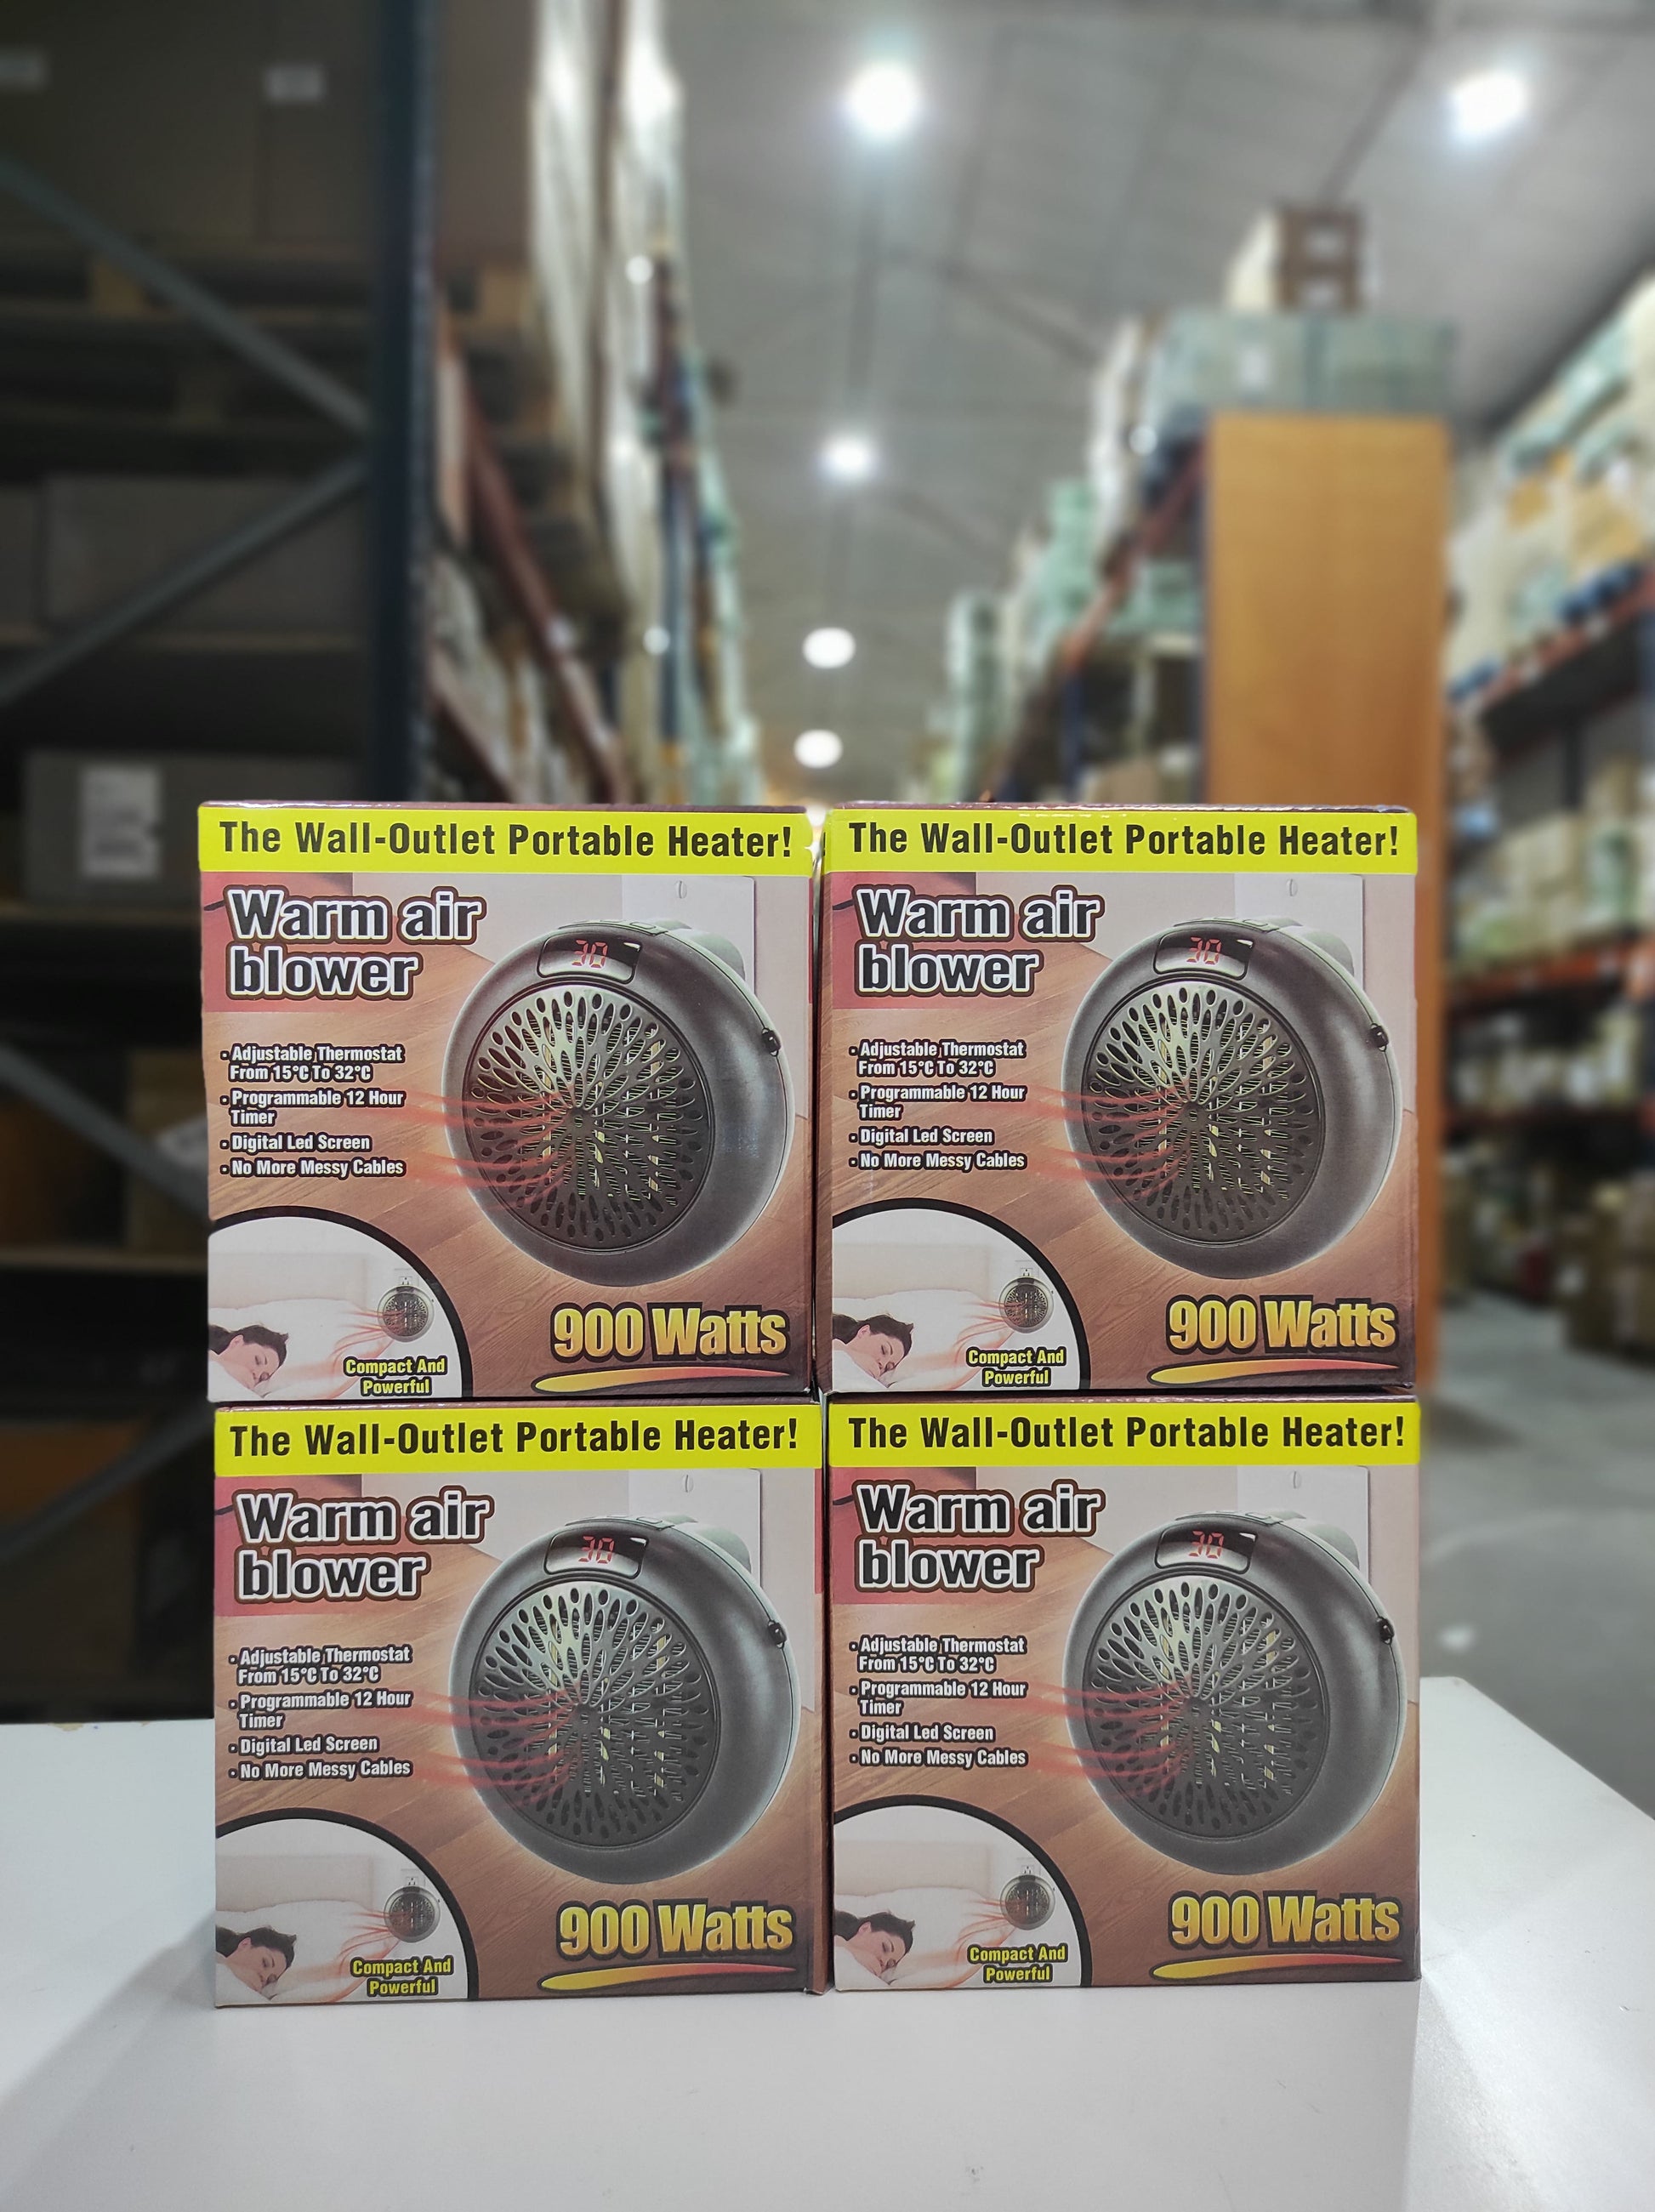 The Wall-Outlet Portable Heater!
Warm air
blower
30
• Adjustable Thermostat
From 15°C To 32°C
• Programmable 12 Hour
Timer
• Digital Led Screen
• No More Messy Cables
Compact And
Powerful
900 Watts
The Wall-Outlet Portable Heater!
Warm air
blower
30
• Adjustable Thermostat
From 15°C To 32°C
• Programmable 12 Hour
Timer
• Digital Led Screen
• No More Messy Cables
Compact And
Powerful
900 Watts
The Wall-Outlet Portable Heater!
Warm air
blower
30
• Adjustable Thermostat
From 15°C To 32°C
• Programmable 12 Hour
Timer
• Digital Led Screen
• No More Messy Cables
Compact And
Powerful
900 Watts
The Wall-Outlet Portable Heater!
Warm air
blower
30
• Adjustable Thermostat
From 15°C To 32°C
• Programmable 12 Hour
Timer
• Digital Led Screen
• No More Messy Cables
Compact And
Powerful
900 Watts